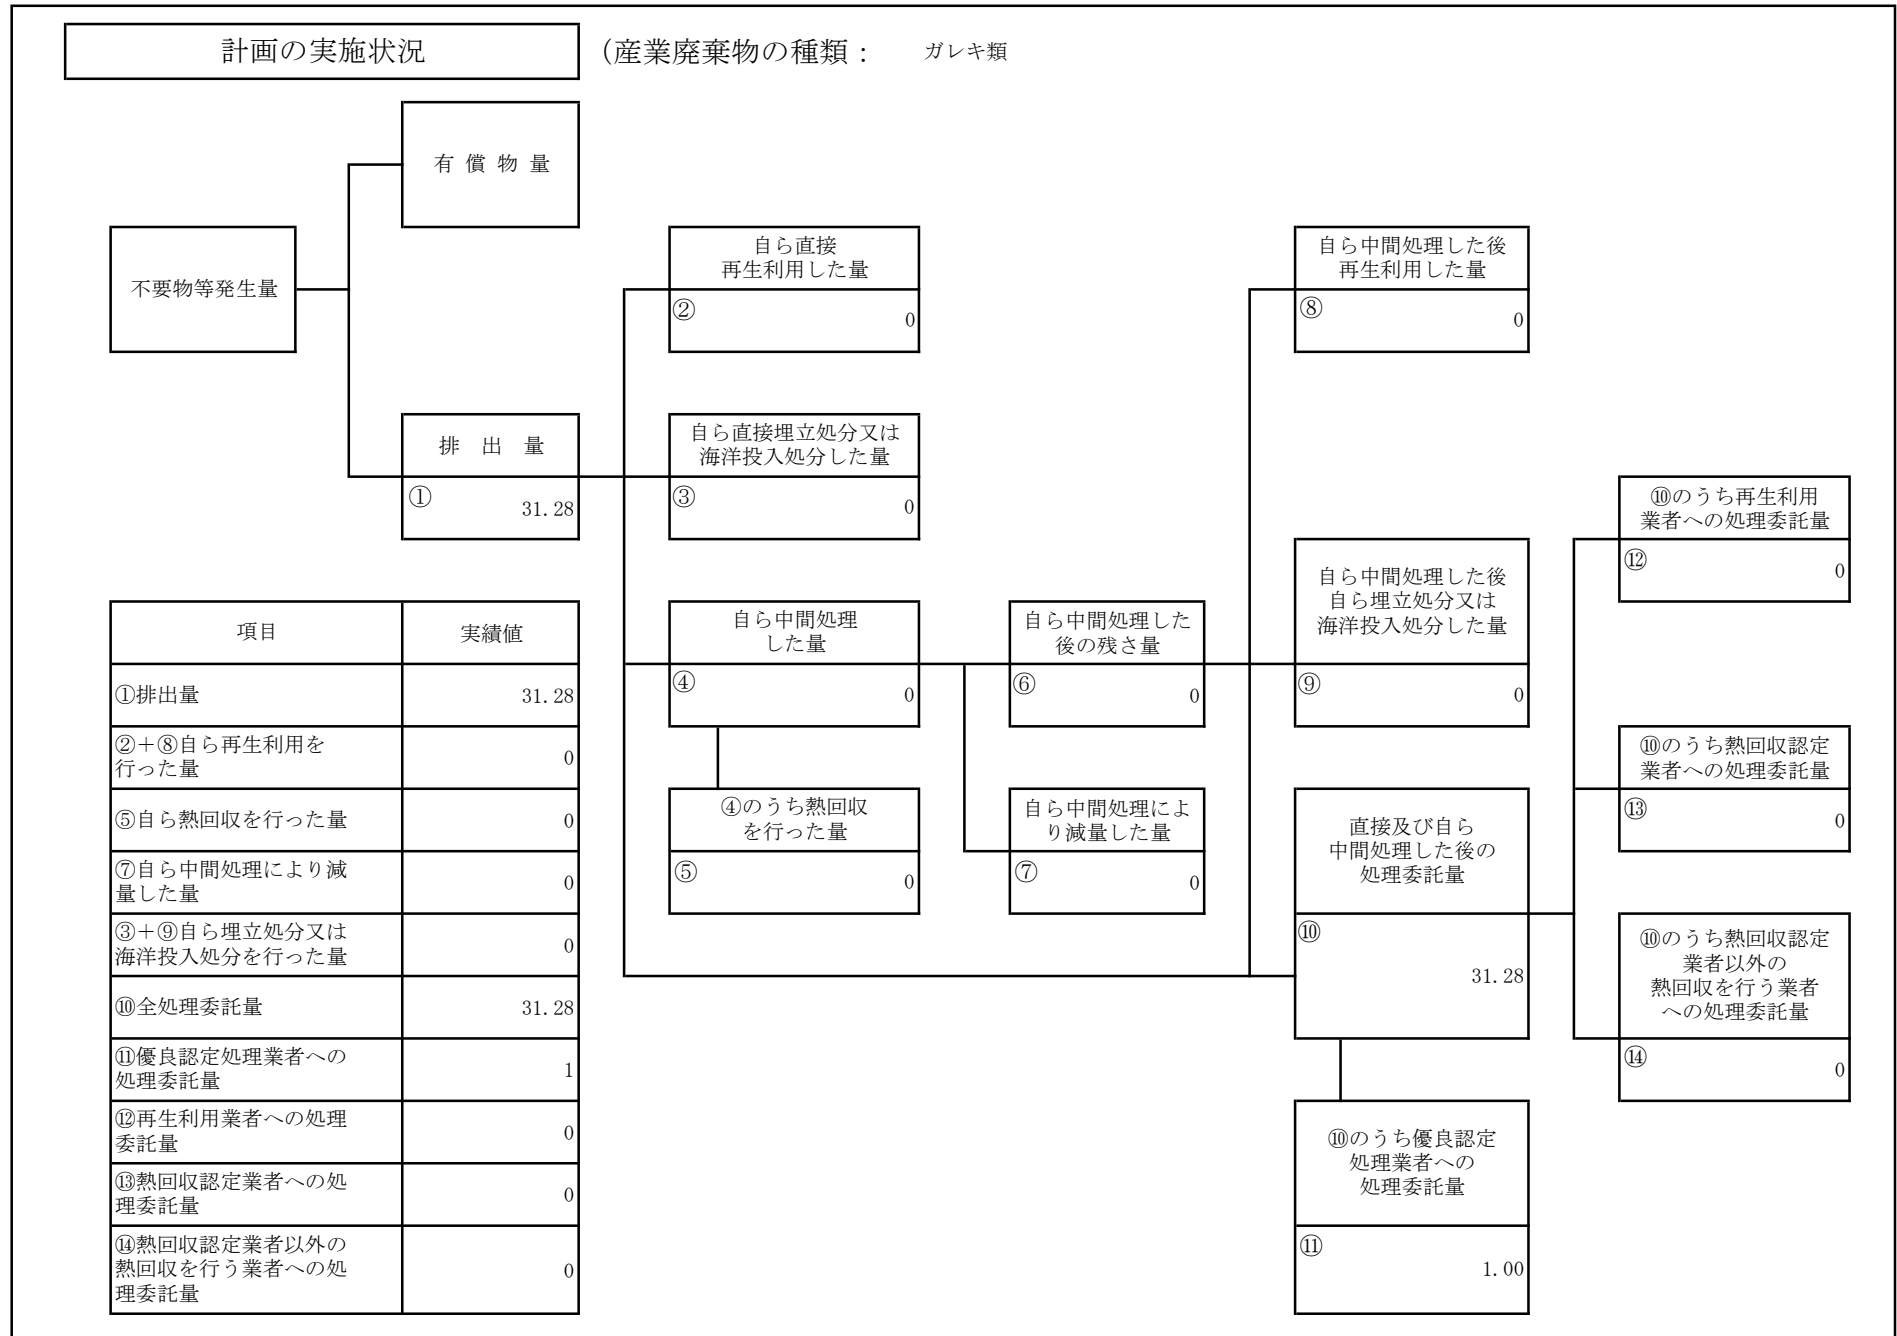 計画の実施状況
（産業廃棄物の種類： ガレキ類
有 償 物 量
不要物等発生量
自ら直接
再生利用した量
② 0
自ら中間処理した後
再生利用した量
⑧ 0
排 出 量
① 31.28
自ら直接埋立処分又は
海洋投入処分した量
③ 0
⑩のうち再生利用
業者への処理委託量
⑫ 0
自ら中間処理した後
自ら埋立処分又は
海洋投入処分した量
⑨ 0
自ら中間処理
した量
④ 0
自ら中間処理した
後の残さ量
⑥ 0
⑩のうち熱回収認定
業者への処理委託量
⑬ 0
④のうち熱回収
を行った量
⑤ 0
自ら中間処理によ
り減量した量
⑦ 0
直接及び自ら
中間処理した後の
処理委託量
⑩
31.28
⑩のうち熱回収認定
業者以外の
熱回収を行う業者
への処理委託量
⑭ 0
⑩のうち優良認定
処理業者への
処理委託量
⑪
1.00
項目 実績値
①排出量 31.28
②＋⑧自ら再生利用を
行った量 0
⑤自ら熱回収を行った量 0
⑦自ら中間処理により減
量した量 0
③＋⑨自ら埋立処分又は
海洋投入処分を行った量 0
⑩全処理委託量 31.28
⑪優良認定処理業者への
処理委託量 1
⑫再生利用業者への処理
委託量 0
⑬熱回収認定業者への処
理委託量 0
⑭熱回収認定業者以外の
熱回収を行う業者への処
理委託量 0